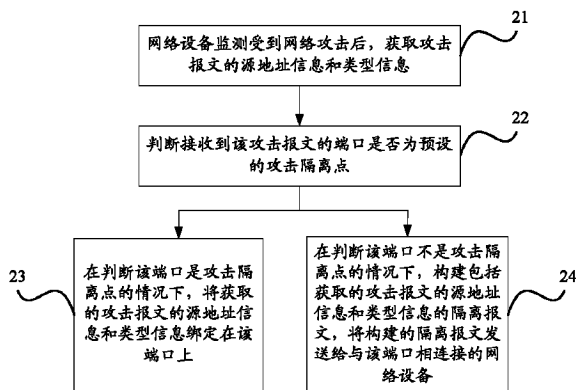 21
网络设备监测受到网络攻击后，获取攻击
报文的源地址信息和类型信息
22
判断接收到该攻击报文的端口是否为预设
的攻击隔离点
23
在判断该端口是攻击隔
离点的情况下，将获取
的攻击报文的源地址信
息和类型信息绑定在该
端口上
在判断该端口不是攻击隔
离点的情况下，构建包括
获取的攻击报文的源地址
信息和类型信息的隔离报
文，将构建的隔离报文发
送给与该端口相连接的网
络设备
24